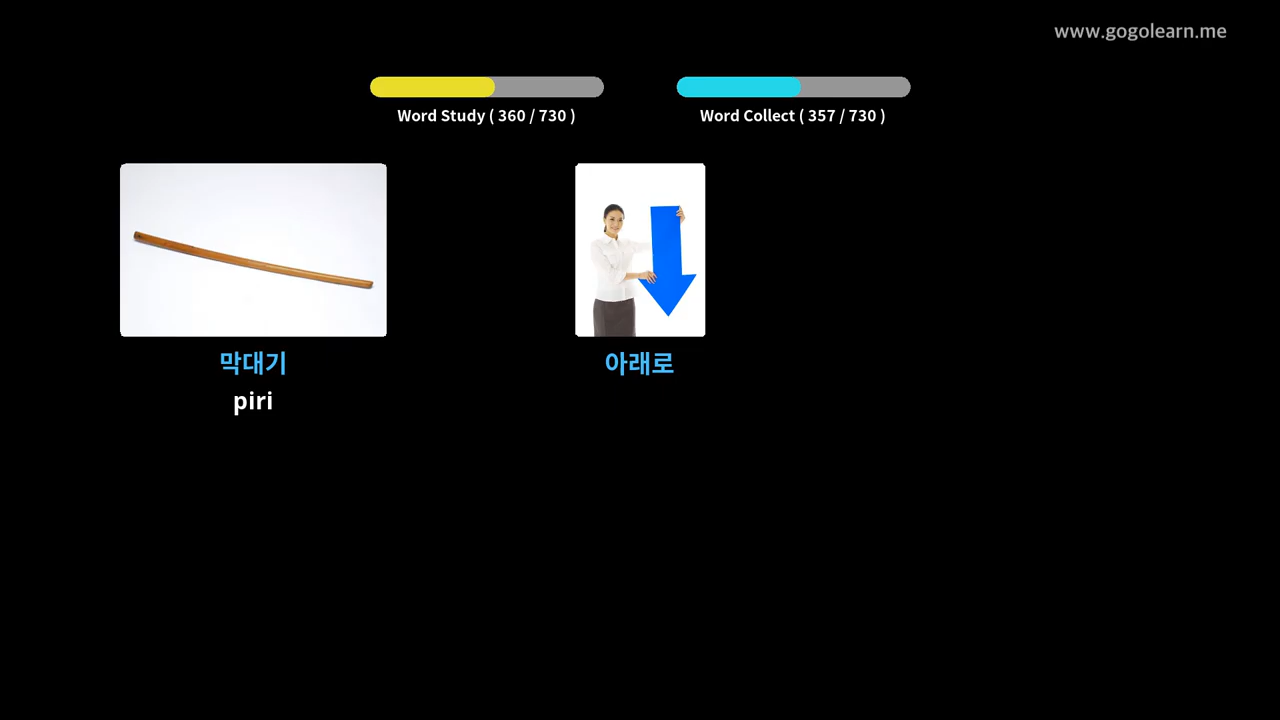 www.gogolearn.me
Word Study ( 360 / 730 )
Word Collect ( 357 / 730 )
막대기
piri
아래로